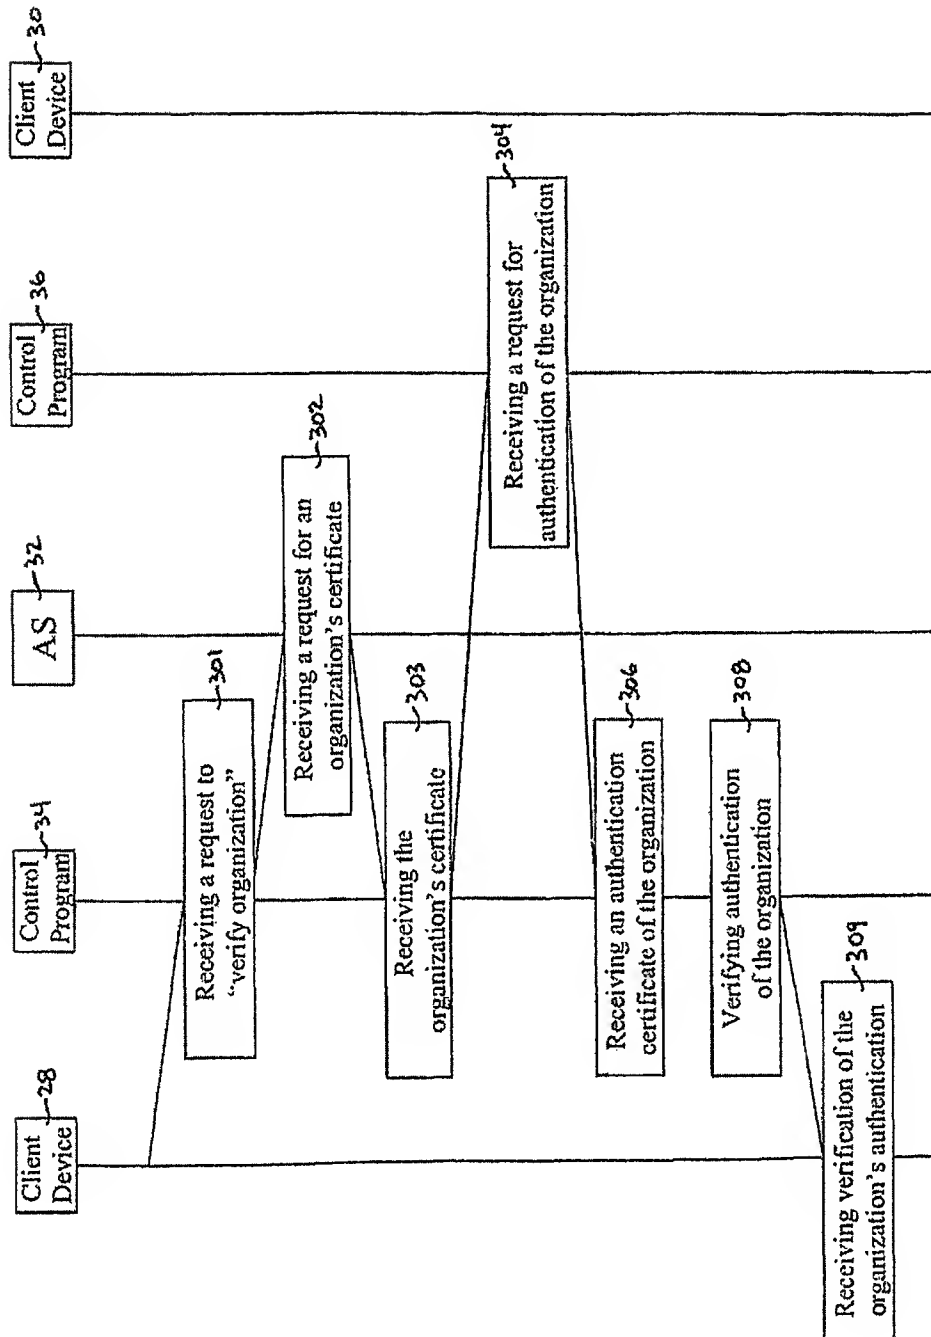 Client
Device
28
Control
Program
34
AS
32
Control
Program
36
Client
Device
30
Receiving a request to
“verify organization”
301
Receiving a request for an
organization's certificate
302
Receiving the
organization's certificate
303
Receiving a request for
authentication of the organization
304
Receiving an authentication
certificate of the organization
306
Verifying authentication
of the organization
308
Receiving verification of the
organization's authentication
309